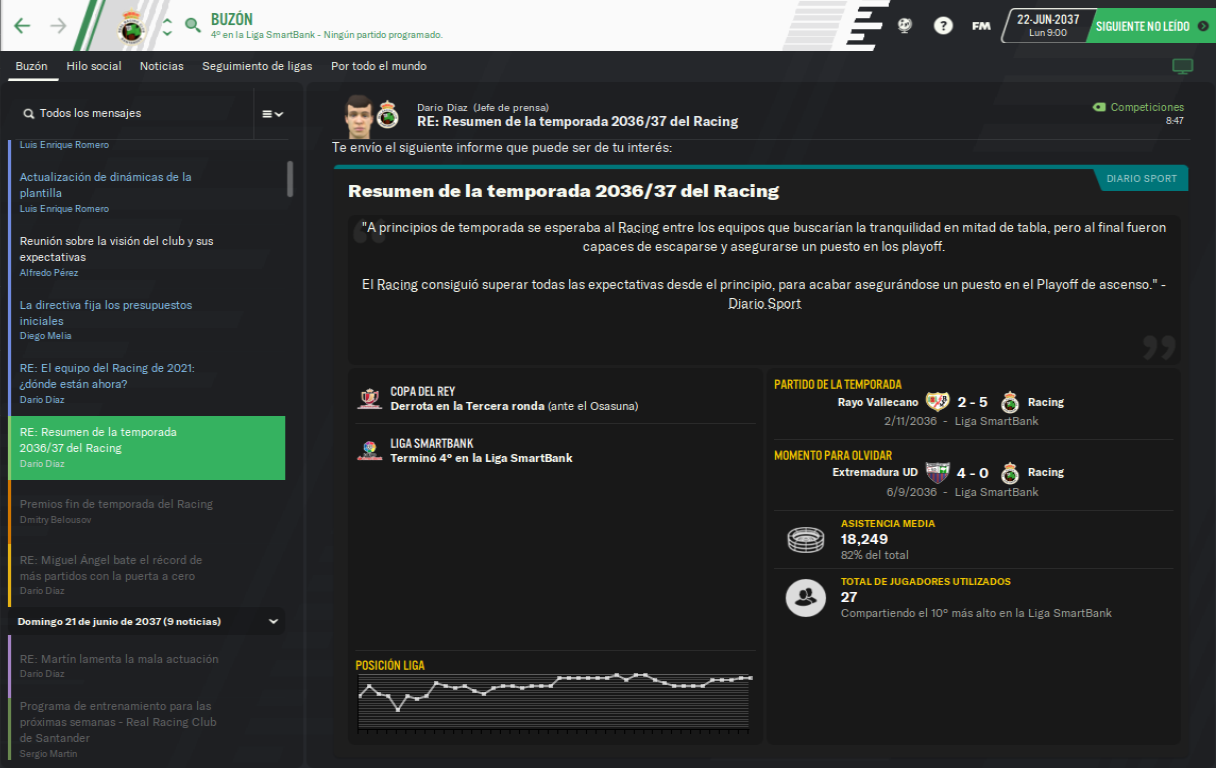 BUZÓN
4º en la Liga SmartBank - Ningún partido programado.
?
FM
22-JUN-2037
Lun 9:00
SIGUIENTE NO LEÍDO
Buzón
Hilo social
Noticias
Seguimiento de ligas
Por todo el mundo
Todos los mensajes
Luis Enrique Romero
Actualización de dinámicas de la
plantilla
Luis Enrique Romero
Reunión sobre la visión del club y sus
expectativas
Alfredo Pérez
La directiva fija los presupuestos
iniciales
Diego Melia
RE: El equipo del Racing de 2021:
¿dónde están ahora?
Darío Díaz
RE: Resumen de la temporada
2036/37 del Racing
Darío Díaz
Premios fin de temporada del Racing
Dmitry Belousov
RE: Miguel Ángel bate el récord de
más partidos con la puerta a cero
Darío Díaz
Domingo 21 de junio de 2037 (9 noticias)
RE: Martín lamenta la mala actuación
Darío Díaz
Programa de entrenamiento para las
próximas semanas - Real Racing Club
de Santander
Sergio Martín
Darío Díaz (Jefe de prensa)
RE: Resumen de la temporada 2036/37 del Racing
Competiciones
8:47
Te envío el siguiente informe que puede ser de tu interés:
DIARIO SPORT
Resumen de la temporada 2036/37 del Racing
"A principios de temporada se esperaba al Racing entre los equipos que buscarían la tranquilidad en mitad de tabla, pero al final fueron
capaces de escaparse y asegurarse un puesto en los playoff.
El Racing consiguió superar todas las expectativas desde el principio, para acabar asegurándose un puesto en el Playoff de ascenso." -
Diario Sport
COPA DEL REY
Derrota en la Tercera ronda (ante el Osasuna)
LIGA SMARTBANK
Terminó 4º en la Liga SmartBank
POSICIÓN LIGA
PARTIDO DE LA TEMPORADA
Rayo Vallecano 2 - 5 Racing
2/11/2036 - Liga SmartBank
MOMENTO PARA OLVIDAR
Extremadura UD 4 - 0 Racing
6/9/2036 - Liga SmartBank
ASISTENCIA MEDIA
18,249
82% del total
TOTAL DE JUGADORES UTILIZADOS
27
Compartiendo el 10º más alto en la Liga SmartBank